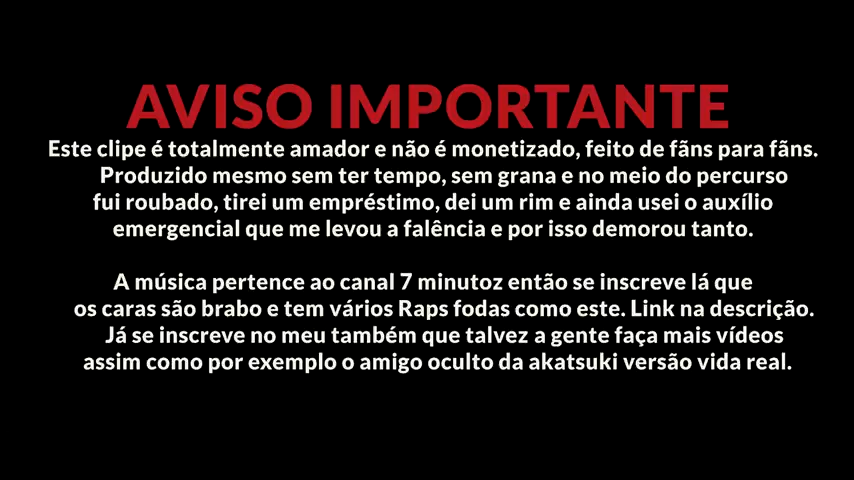 AVISO IMPORTANTE
Este clipe é totalmente amador e não é monetizado, feito de fãns para fãns.
Produzido mesmo sem ter tempo, sem grana e no meio do percurso
fui roubado, tirei um empréstimo, dei um rim e ainda usei o auxílio
emergencial que me levou a falência e por isso demorou tanto.
A música pertence ao canal 7 minutoz então se inscreve lá que
os caras são brabo e tem vários Raps fodas como este. Link na descrição.
Já se inscreve no meu também que talvez a gente faça mais vídeos
assim como por exemplo o amigo oculto da akatsuki versão vida real.